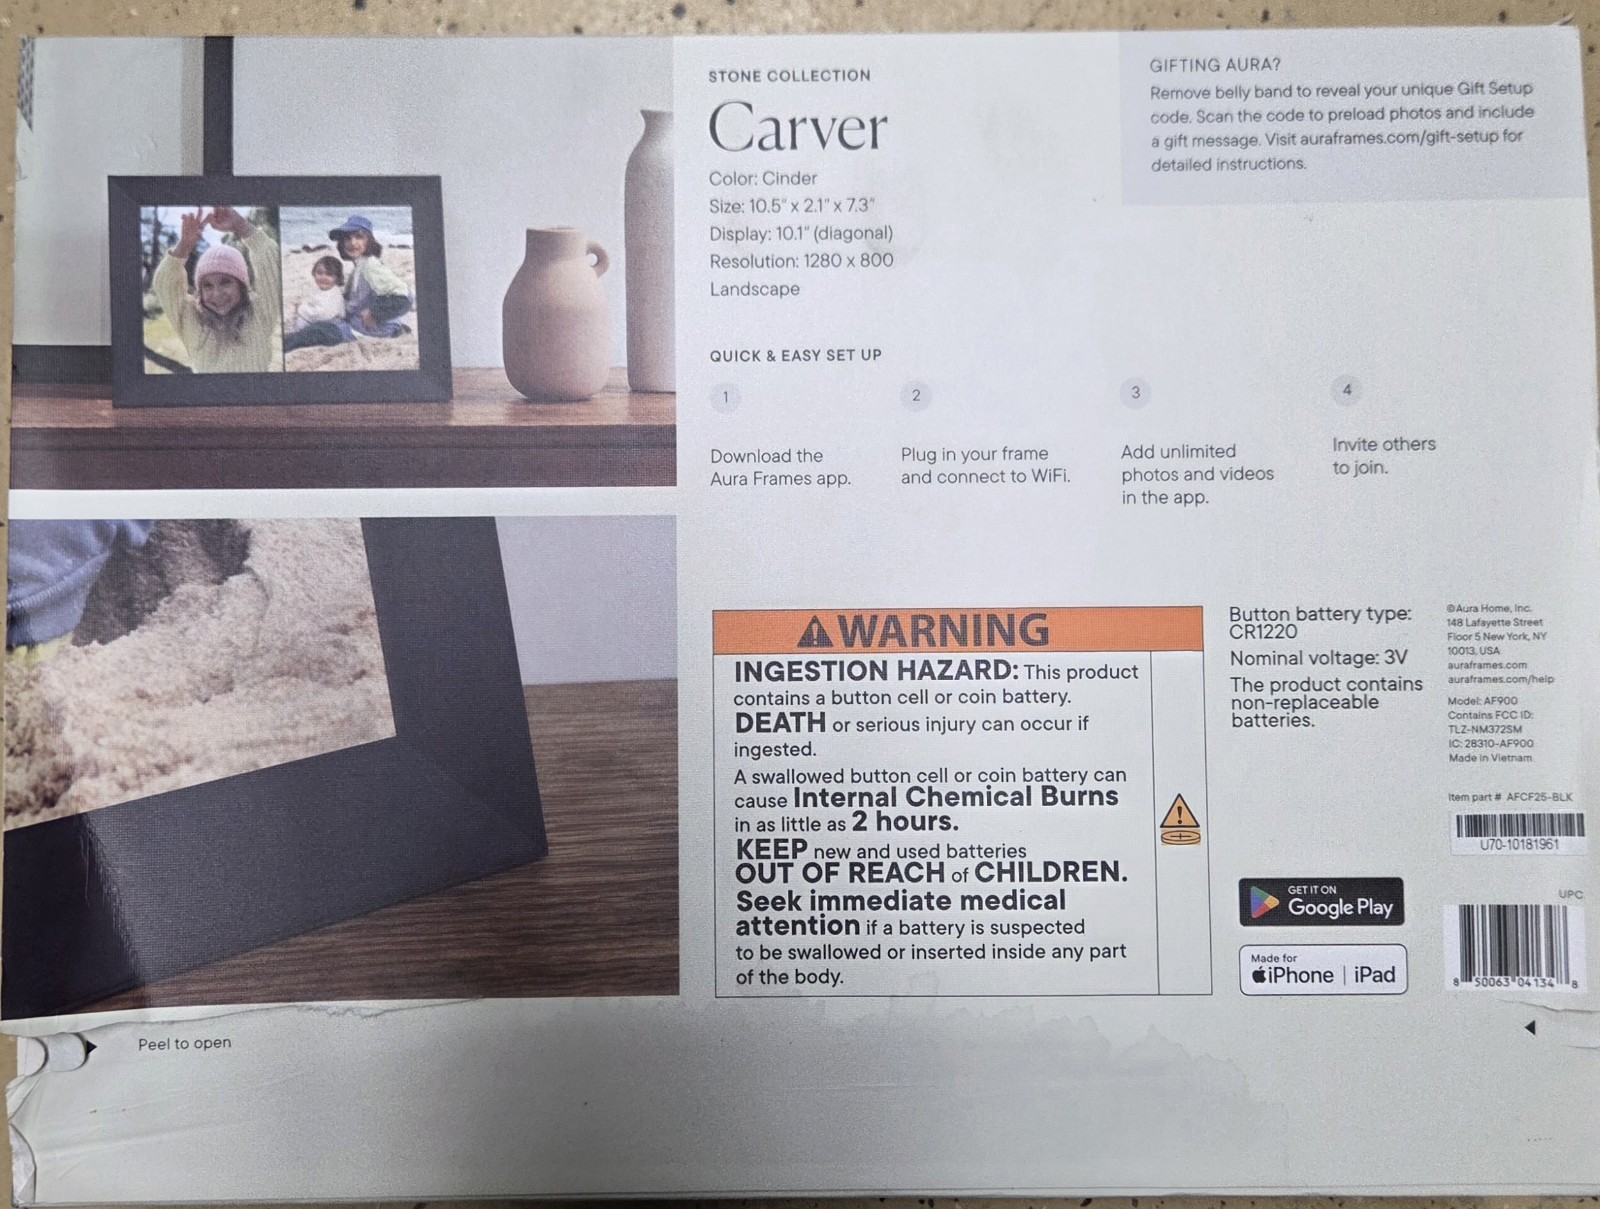 STONE COLLECTION
Carver
Color: Cinder
Size: 10.5" x 2.1" x 7.3"
Display: 10.1" (diagonal)
Resolution: 1280 x 800
Landscape
GIFTING AURA?
Remove belly band to reveal your unique Gift Setup
code. Scan the code to preload photos and include
a gift message. Visit auraframes.com/gift-setup for
detailed instructions.
QUICK & EASY SET UP
1
Download the
Aura Frames app.
2
Plug in your frame
and connect to WiFi.
3
Add unlimited
photos and videos
in the app.
4
Invite others
to join.
WARNING
INGESTION HAZARD: This product
contains a button cell or coin battery.
DEATH or serious injury can occur if
ingested.
A swallowed button cell or coin battery can
cause Internal Chemical Burns
in as little as 2 hours.
KEEP new and used batteries
OUT OF REACH of CHILDREN.
Seek immediate medical
attention if a battery is suspected
to be swallowed or inserted inside any part
of the body.
Button battery type:
CR1220
Nominal voltage: 3V
The product contains
non-replaceable
batteries.
©Aura Home, Inc.
148 Lafayette Street
Floor 5 New York, NY
10013, USA
auraframes.com
auraframes.com/help
Model: AF900
Contains FCC ID:
TLZ-NM372SM
IC: 28310-AF900
Made in Vietnam
Item part # AFCF25-BLK
U70-10181961
GET IT ON
Google Play
Made for
iPhone | iPad
UPC
8 50063 04134 8
Peel to open